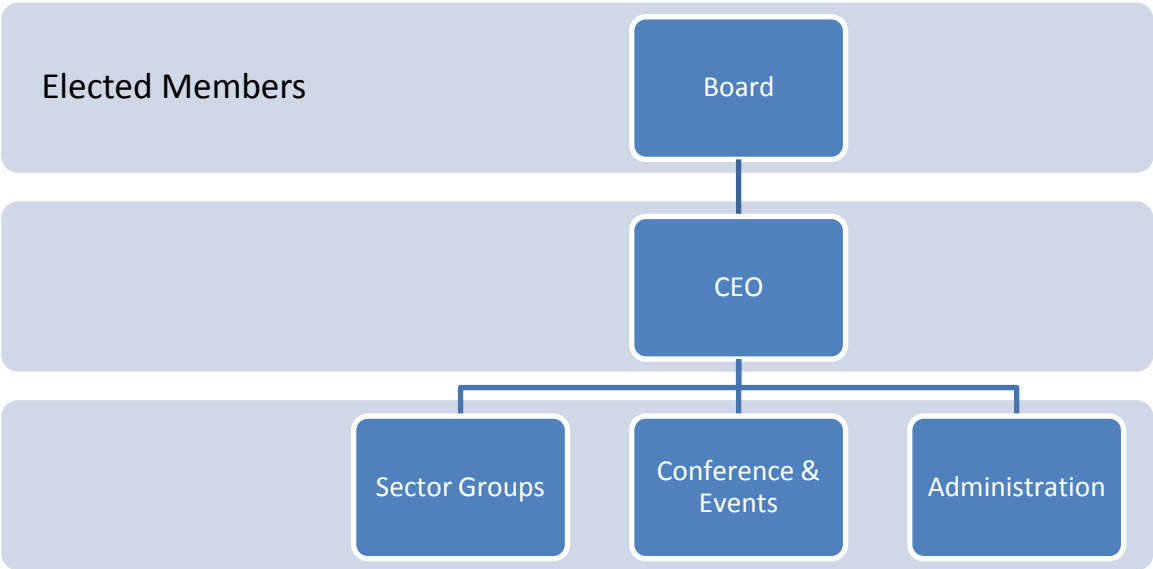 Elected Members
Board
CEO
Sector Groups
Conference &
Events
Administration